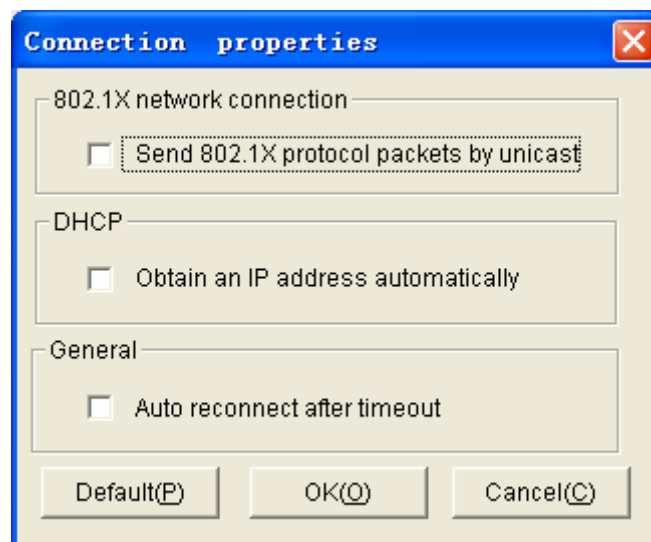 Connection properties
802.1X network connection
Send 802.1X protocol packets by unicast
DHCP
Obtain an IP address automatically
General
Auto reconnect after timeout
Default(P)
OK(O)
Cancel(C)